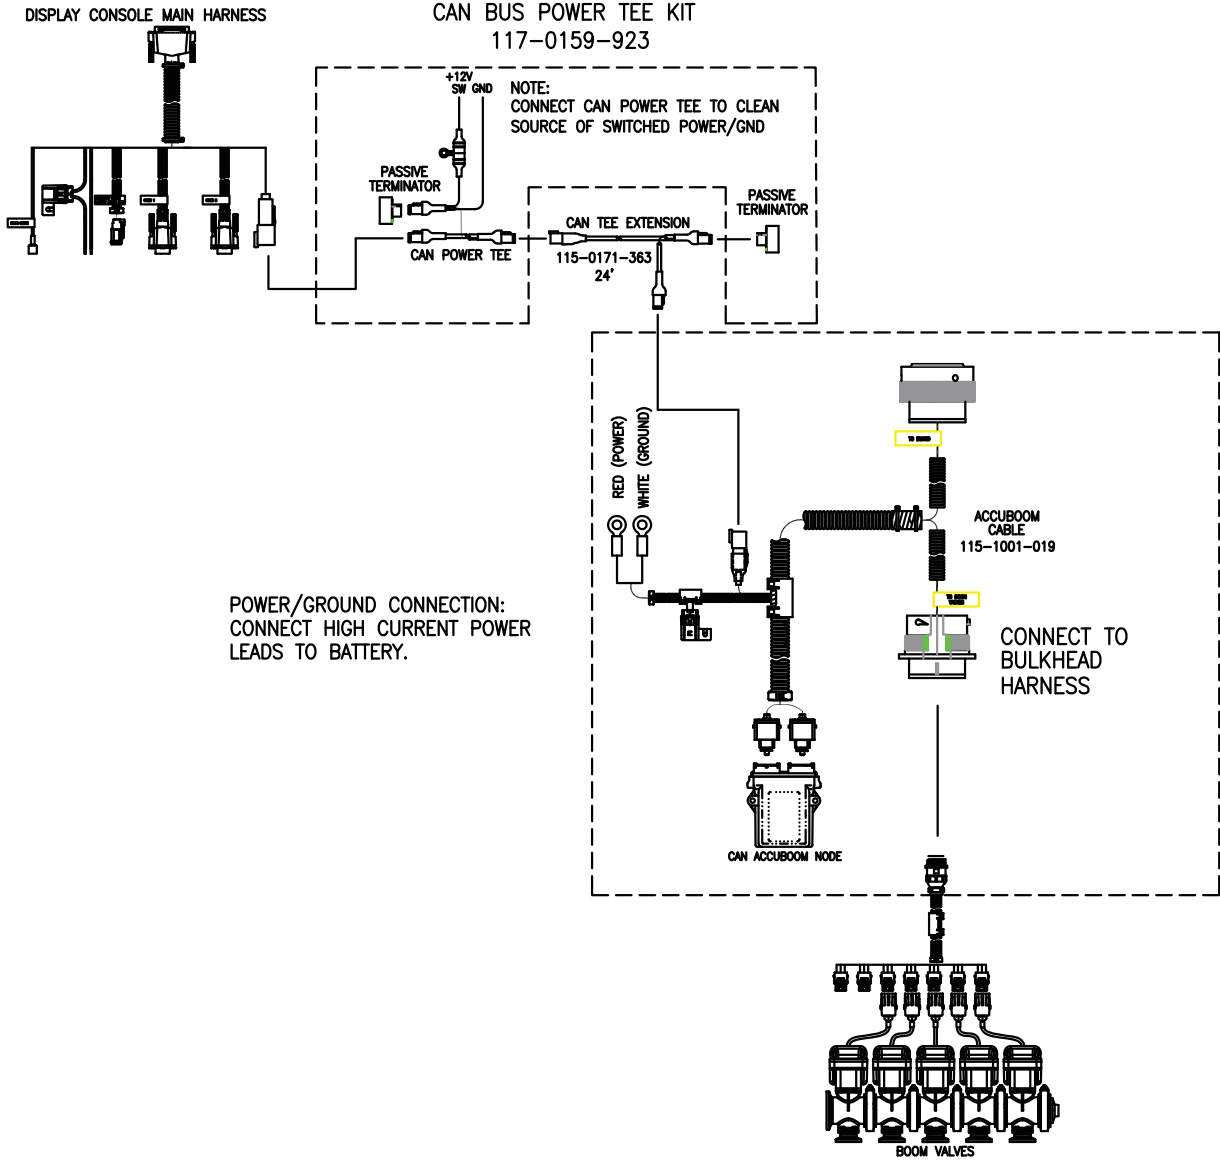 DISPLAY CONSOLE MAIN HARNESS
CAN BUS POWER TEE KIT
117-0159-923
+12V
SW GND
NOTE:
CONNECT CAN POWER TEE TO CLEAN
SOURCE OF SWITCHED POWER/GND
PASSIVE
TERMINATOR
CAN POWER TEE
CAN TEE EXTENSION
115-0171-363
24'
PASSIVE
TERMINATOR
RED (POWER)
WHITE (GROUND)
ACCUBOOM
CABLE
115-1001-019
POWER/GROUND CONNECTION:
CONNECT HIGH CURRENT POWER
LEADS TO BATTERY.
CONNECT TO
BULKHEAD
HARNESS
CAN ACCUBOOM NODE
BOOM VALVES